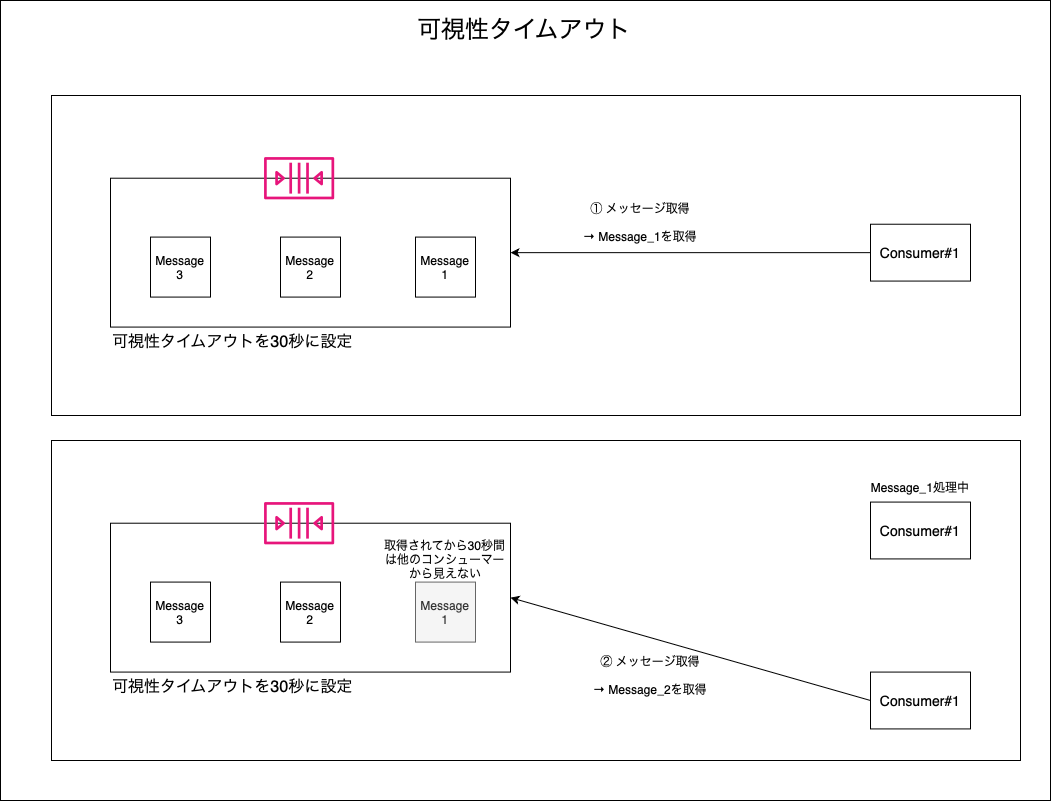 可視性タイムアウト
① メッセージ取得
→ Message_1を取得
Message
3
Message
2
Message
1
Consumer#1
可視性タイムアウトを30秒に設定
Message_1処理中
Consumer#1
取得されてから30秒間
は他のコンシューマー
から見えない
Message
3
Message
2
Message
1
② メッセージ取得
→ Message_2を取得
可視性タイムアウトを30秒に設定
Consumer#1